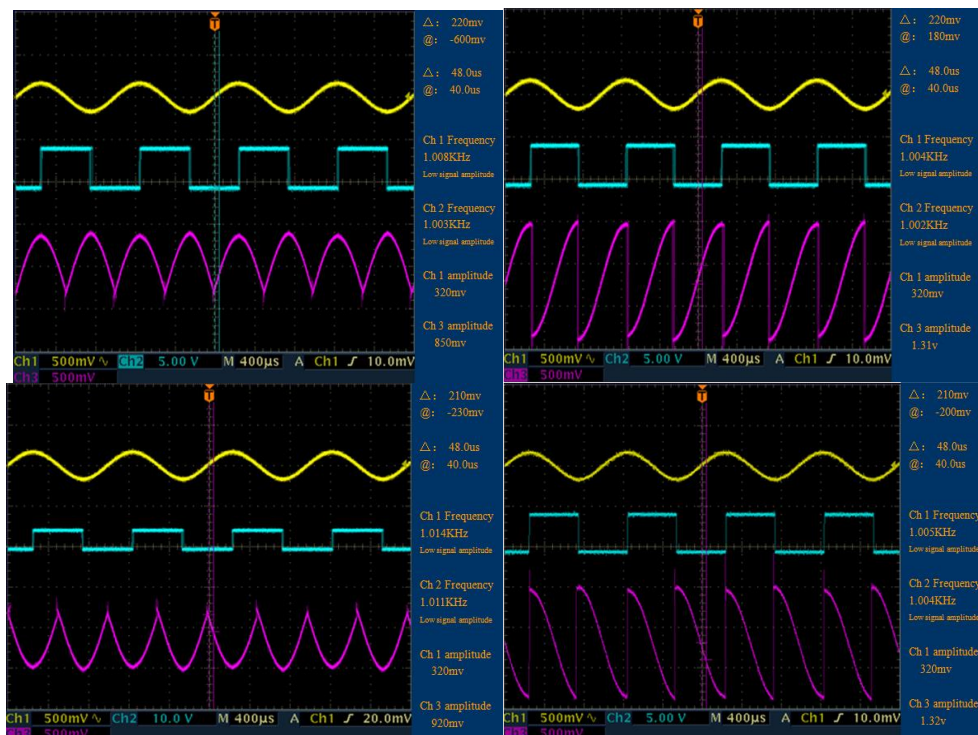 T
△: 220mv
@: -600mv
△: 48.0us
@: 40.0us
Ch 1 Frequency
1.008KHz
Low signal amplitude
Ch 2 Frequency
1.003KHz
Low signal amplitude
Ch 1 amplitude
320mv
Ch 3 amplitude
850mv
Ch1 500mV ∿ Ch2 5.00 V M 400µs A Ch1 ƒ 10.0mV
Ch3 500mV
T
△: 220mv
@: 180mv
△: 48.0us
@: 40.0us
Ch 1 Frequency
1.004KHz
Low signal amplitude
Ch 2 Frequency
1.002KHz
Low signal amplitude
Ch 1 amplitude
320mv
Ch 3 amplitude
1.31v
Ch1 500mV ∿ Ch2 5.00 V M 400µs A Ch1 ƒ 10.0mV
Ch3 500mV
T
△: 210mv
@: -230mv
△: 48.0us
@: 40.0us
Ch 1 Frequency
1.014KHz
Low signal amplitude
Ch 2 Frequency
1.011KHz
Low signal amplitude
Ch 1 amplitude
320mv
Ch 3 amplitude
920mv
Ch1 500mV ∿ Ch2 10.0 V M 400µs A Ch1 ƒ 20.0mV
Ch3 500mV
T
△: 210mv
@: -200mv
△: 48.0us
@: 40.0us
Ch 1 Frequency
1.005KHz
Low signal amplitude
Ch 2 Frequency
1.004KHz
Low signal amplitude
Ch 1 amplitude
320mv
Ch 3 amplitude
1.32v
Ch1 500mV ∿ Ch2 5.00 V M 400µs A Ch1 ƒ 10.0mV
Ch3 500mV